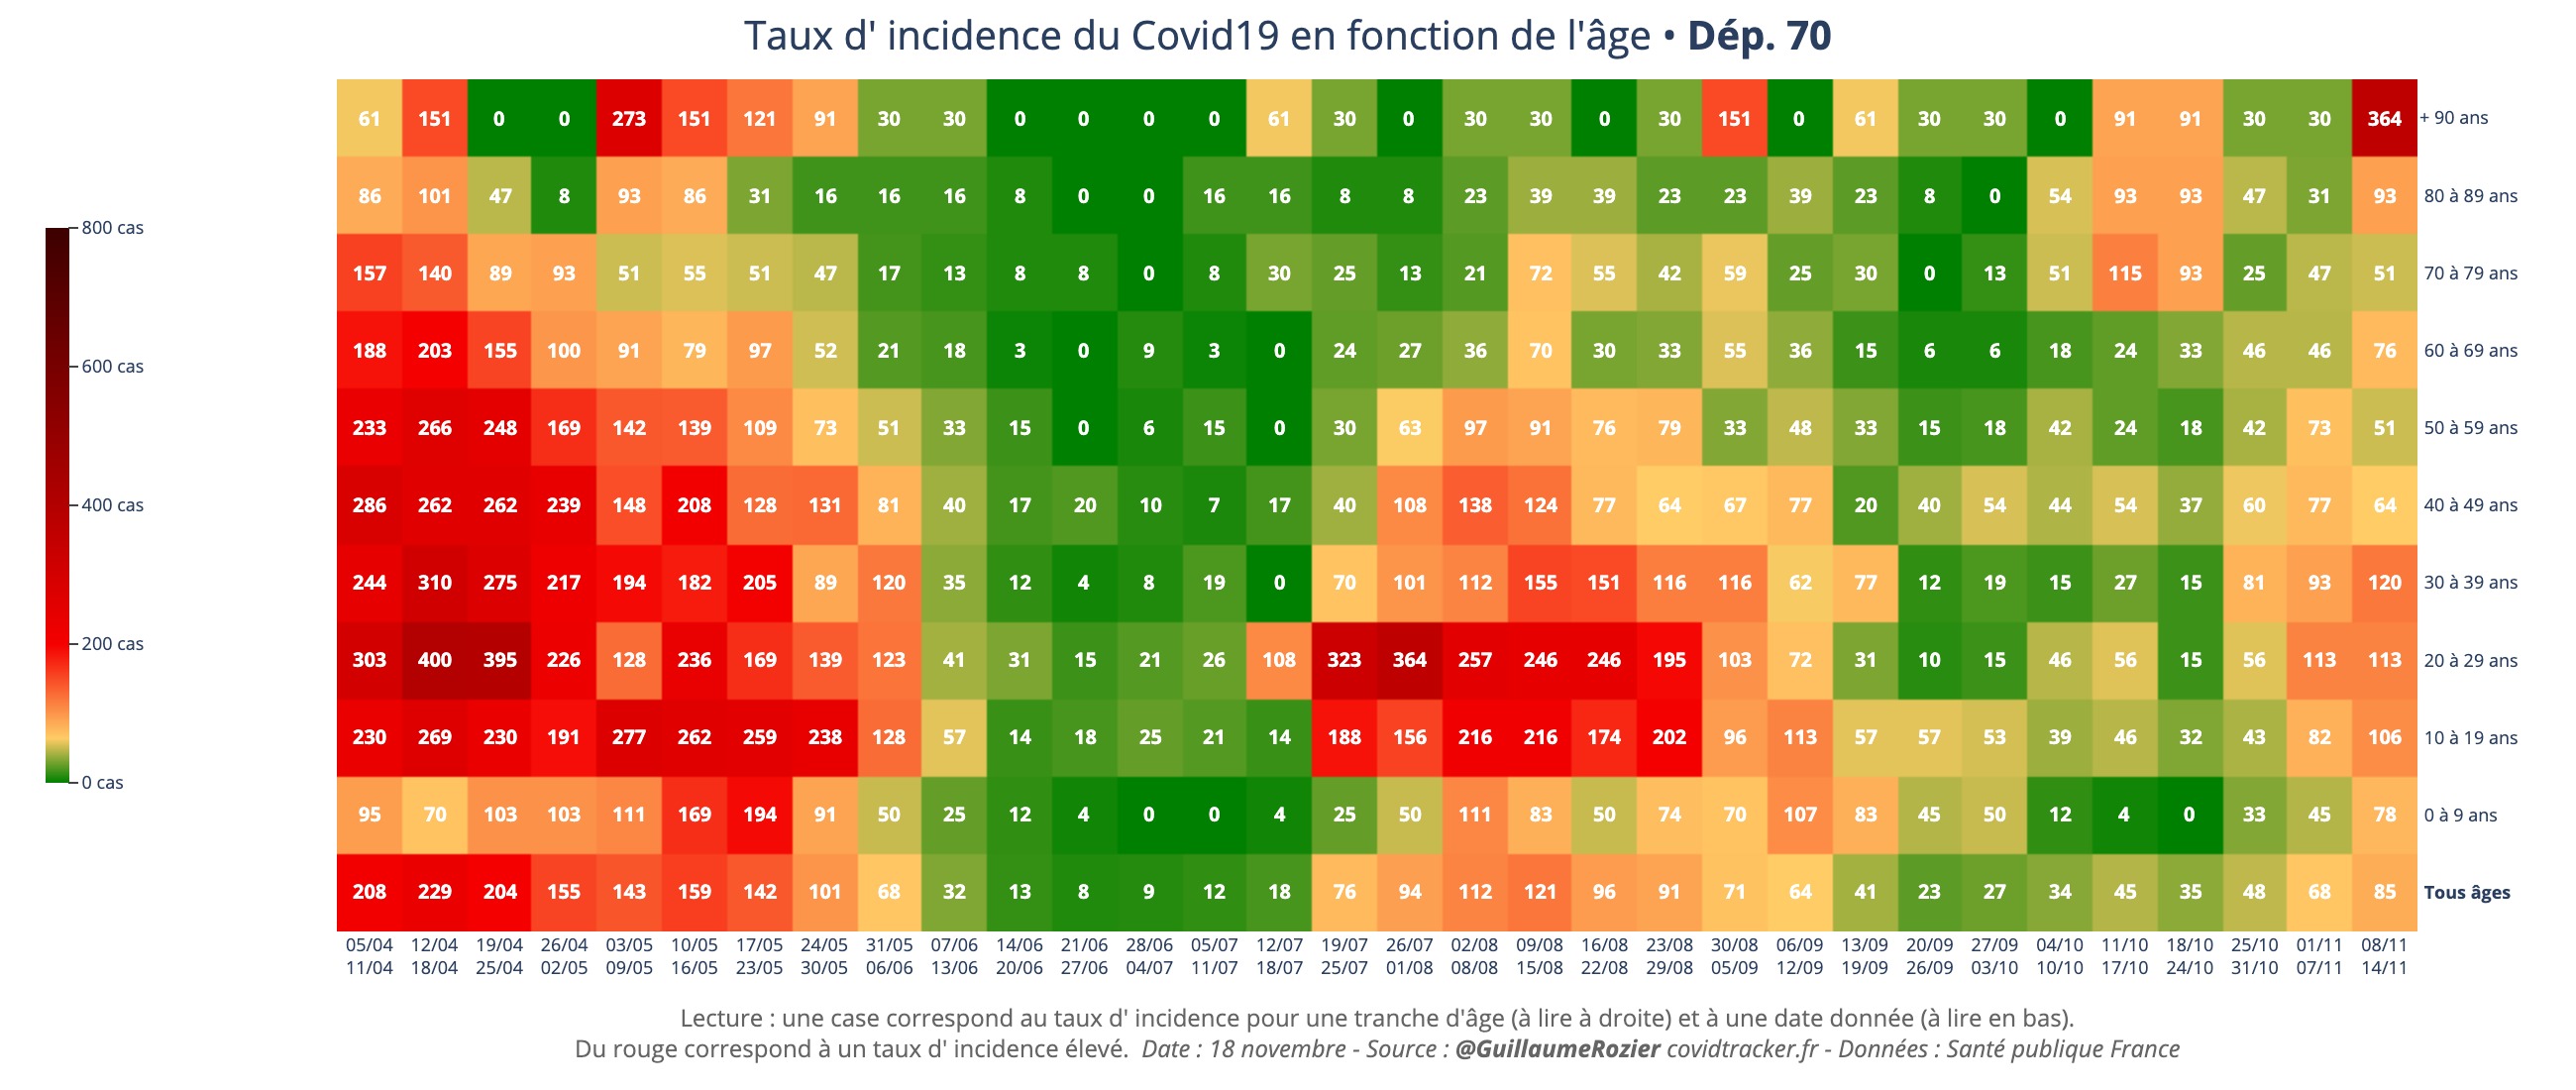 Taux d' incidence du Covid19 en fonction de l'âge • Dép. 70
61 151 0 0 273 151 121 91 30 30 0 0 0 0 61 30 0 30 30 0 30 151 0 61 30 30 0 91 91 30 30 364 + 90 ans
86 101 47 8 93 86 31 16 16 16 8 0 0 16 16 8 8 23 39 39 23 23 39 23 8 0 54 93 93 47 31 93 80 à 89 ans
157 140 89 93 51 55 51 47 17 13 8 8 0 8 30 25 13 21 72 55 42 59 25 30 0 13 51 115 93 25 47 51 70 à 79 ans
188 203 155 100 91 79 97 52 21 18 3 0 9 3 0 24 27 36 70 30 33 55 36 15 6 6 18 24 33 46 46 76 60 à 69 ans
233 266 248 169 142 139 109 73 51 33 15 0 6 15 0 30 63 97 91 76 79 33 48 33 15 18 42 24 18 42 73 51 50 à 59 ans
286 262 262 239 148 208 128 131 81 40 17 20 10 7 17 40 108 138 124 77 64 67 77 20 40 54 44 54 37 60 77 64 40 à 49 ans
244 310 275 217 194 182 205 89 120 35 12 4 8 19 0 70 101 112 155 151 116 116 62 77 12 19 15 27 15 81 93 120 30 à 39 ans
303 400 395 226 128 236 169 139 123 41 31 15 21 26 108 323 364 257 246 246 195 103 72 31 10 15 46 56 15 56 113 113 20 à 29 ans
230 269 230 191 277 262 259 238 128 57 14 18 25 21 14 188 156 216 216 174 202 96 113 57 57 53 39 46 32 43 82 106 10 à 19 ans
95 70 103 103 111 169 194 91 50 25 12 4 0 0 4 25 50 111 83 50 74 70 107 83 45 50 12 4 0 33 45 78 0 à 9 ans
208 229 204 155 143 159 142 101 68 32 13 8 9 12 18 76 94 112 121 96 91 71 64 41 23 27 34 45 35 48 68 85 Tous âges
05/04 12/04 19/04 26/04 03/05 10/05 17/05 24/05 31/05 07/06 14/06 21/06 28/06 05/07 12/07 19/07 26/07 02/08 09/08 16/08 23/08 30/08 06/09 13/09 20/09 27/09 04/10 11/10 18/10 25/10 01/11 08/11
11/04 18/04 25/04 02/05 09/05 16/05 23/05 30/05 06/06 13/06 20/06 27/06 04/07 11/07 18/07 25/07 01/08 08/08 15/08 22/08 29/08 05/09 12/09 19/09 26/09 03/10 10/10 17/10 24/10 31/10 07/11 14/11
800 cas
600 cas
400 cas
200 cas
0 cas
Lecture : une case correspond au taux d' incidence pour une tranche d'âge (à lire à droite) et à une date donnée (à lire en bas).
Du rouge correspond à un taux d' incidence élevé. Date : 18 novembre - Source : @GuillaumeRozier covidtracker.fr - Données : Santé publique France